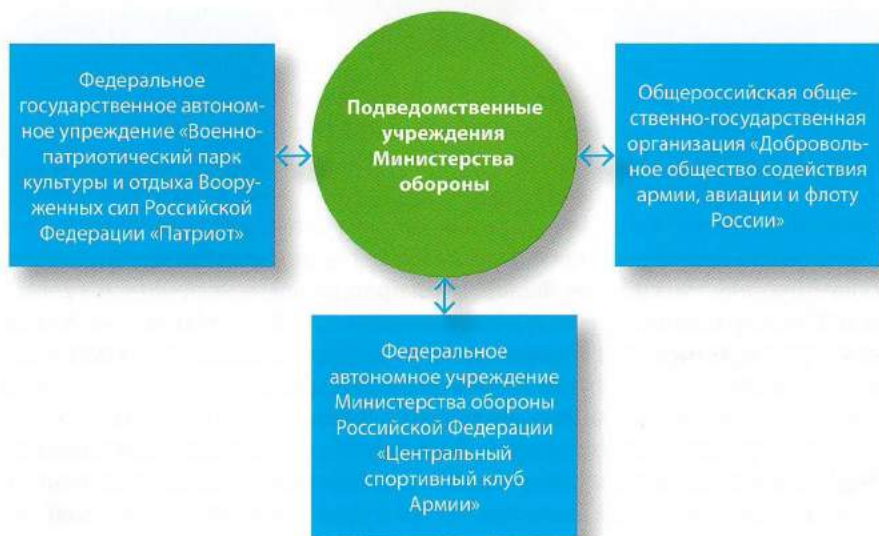 Федеральное
государственное автоном-
ное упреждение «Военно-
патриотический парк
культуры и отдыха Воору-
женных сил Российской
Федерации «Патриот»
Подведомственные
учреждения
Министерства
обороны
Общероссийская обще-
ственно-государственная
организация «Доброволь-
ное общество содействия
армии, авиации и флоту
России»
Федеральное
автономное учреждение
Министерства обороны
Российской Федерации
«Центральный
спортивный клуб
Армии»